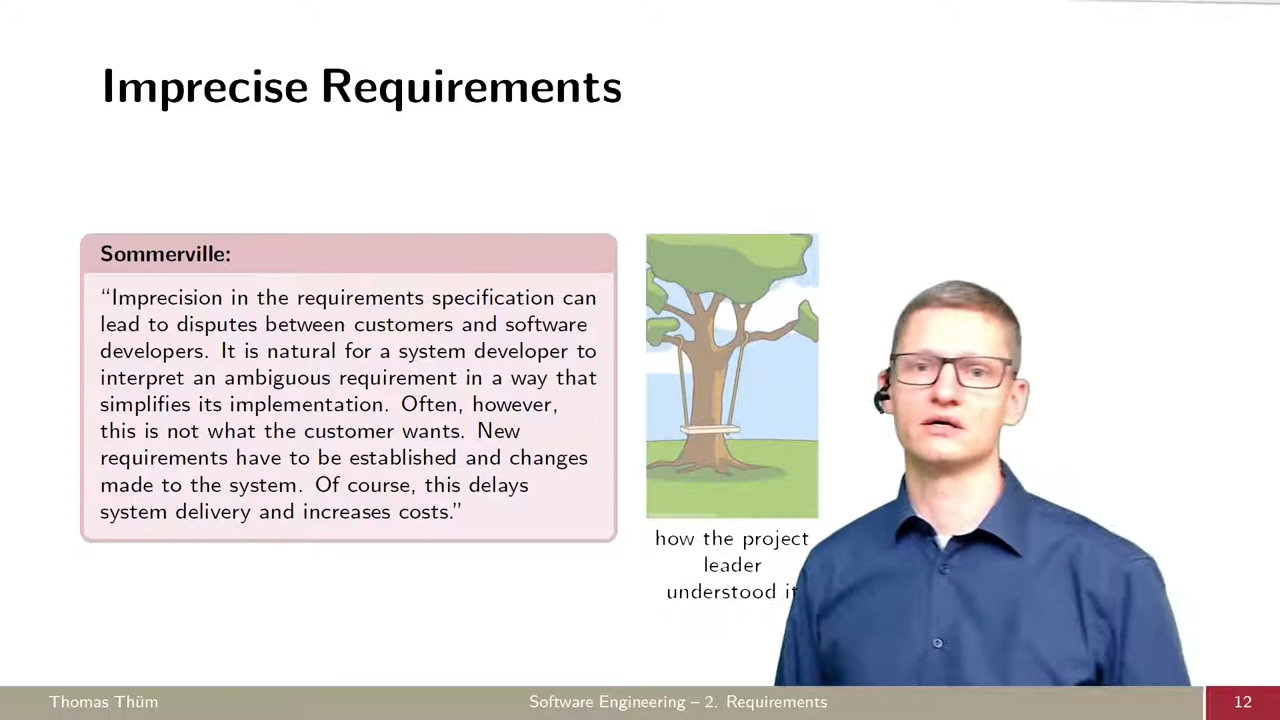 Imprecise Requirements
Sommerville:
“Imprecision in the requirements specification can
lead to disputes between customers and software
developers. It is natural for a system developer to
interpret an ambiguous requirement in a way that
simplifies its implementation. Often, however,
this is not what the customer wants. New
requirements have to be established and changes
made to the system. Of course, this delays
system delivery and increases costs.”
how the project
leader
understood it
Thomas Thüm
Software Engineering – 2. Requirements
12